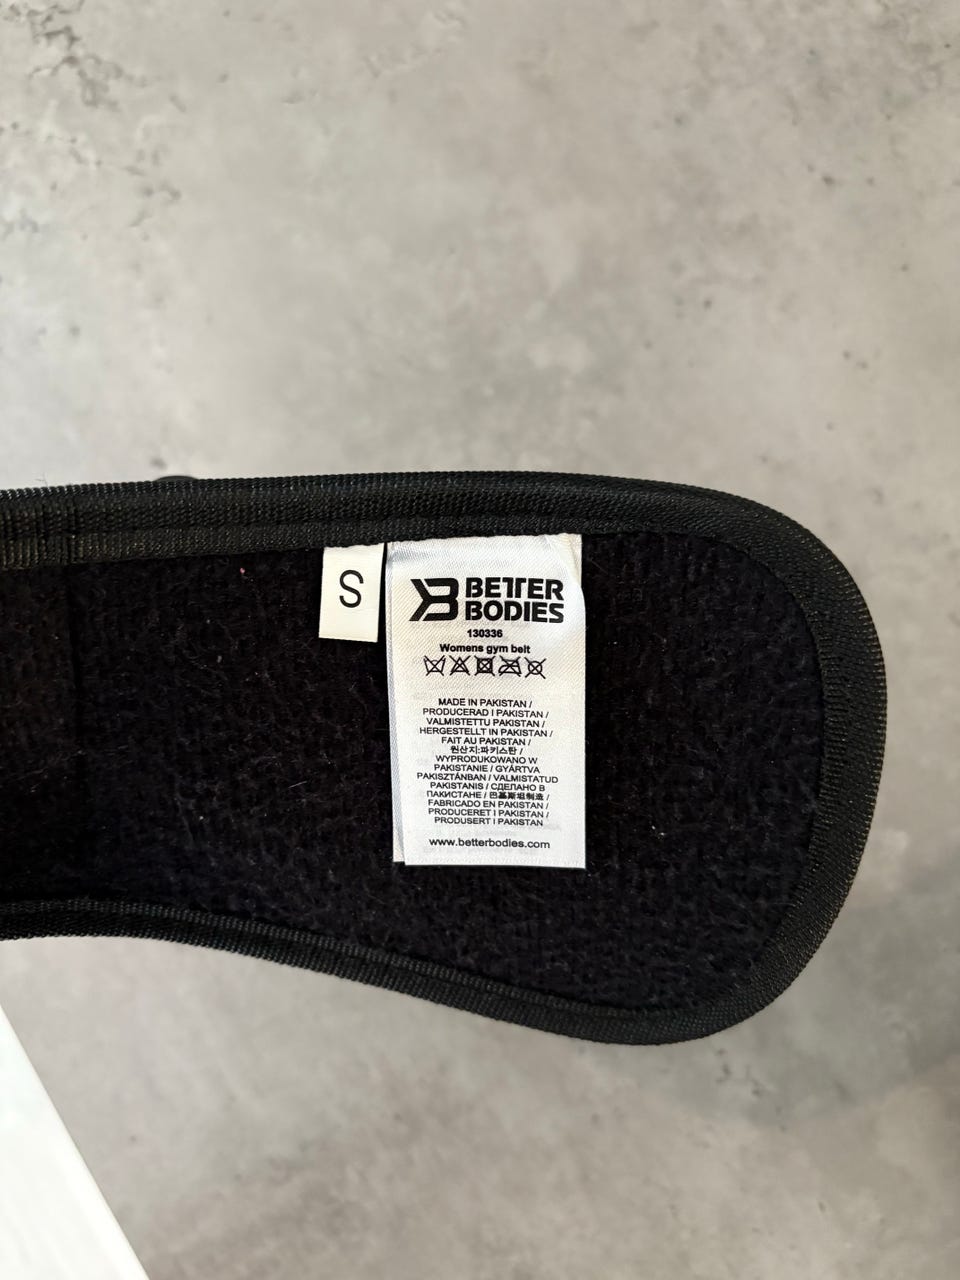 S
BETTER
BODIES
130336
Womens gym belt
MADE IN PAKISTAN /
PRODUCERAD I PAKISTAN /
VALMISTETTU PAKISTAN /
HERGESTELLT IN PAKISTAN /
FAIT AU PAKISTAN /
원산지:파키스탄 /
WYPRODUKOWANO W
PAKISTANIE / GYÁRTVA
PAKISZTÁNBAN / VALMISTATUD
PAKISTANIS / СДЕЛАНО В
ПАКИСТАНЕ / 巴基斯坦制造 /
FABRICADO EN PAKISTAN /
PRODUCERET I PAKISTAN /
PRODUSERT I PAKISTAN
www.betterbodies.com